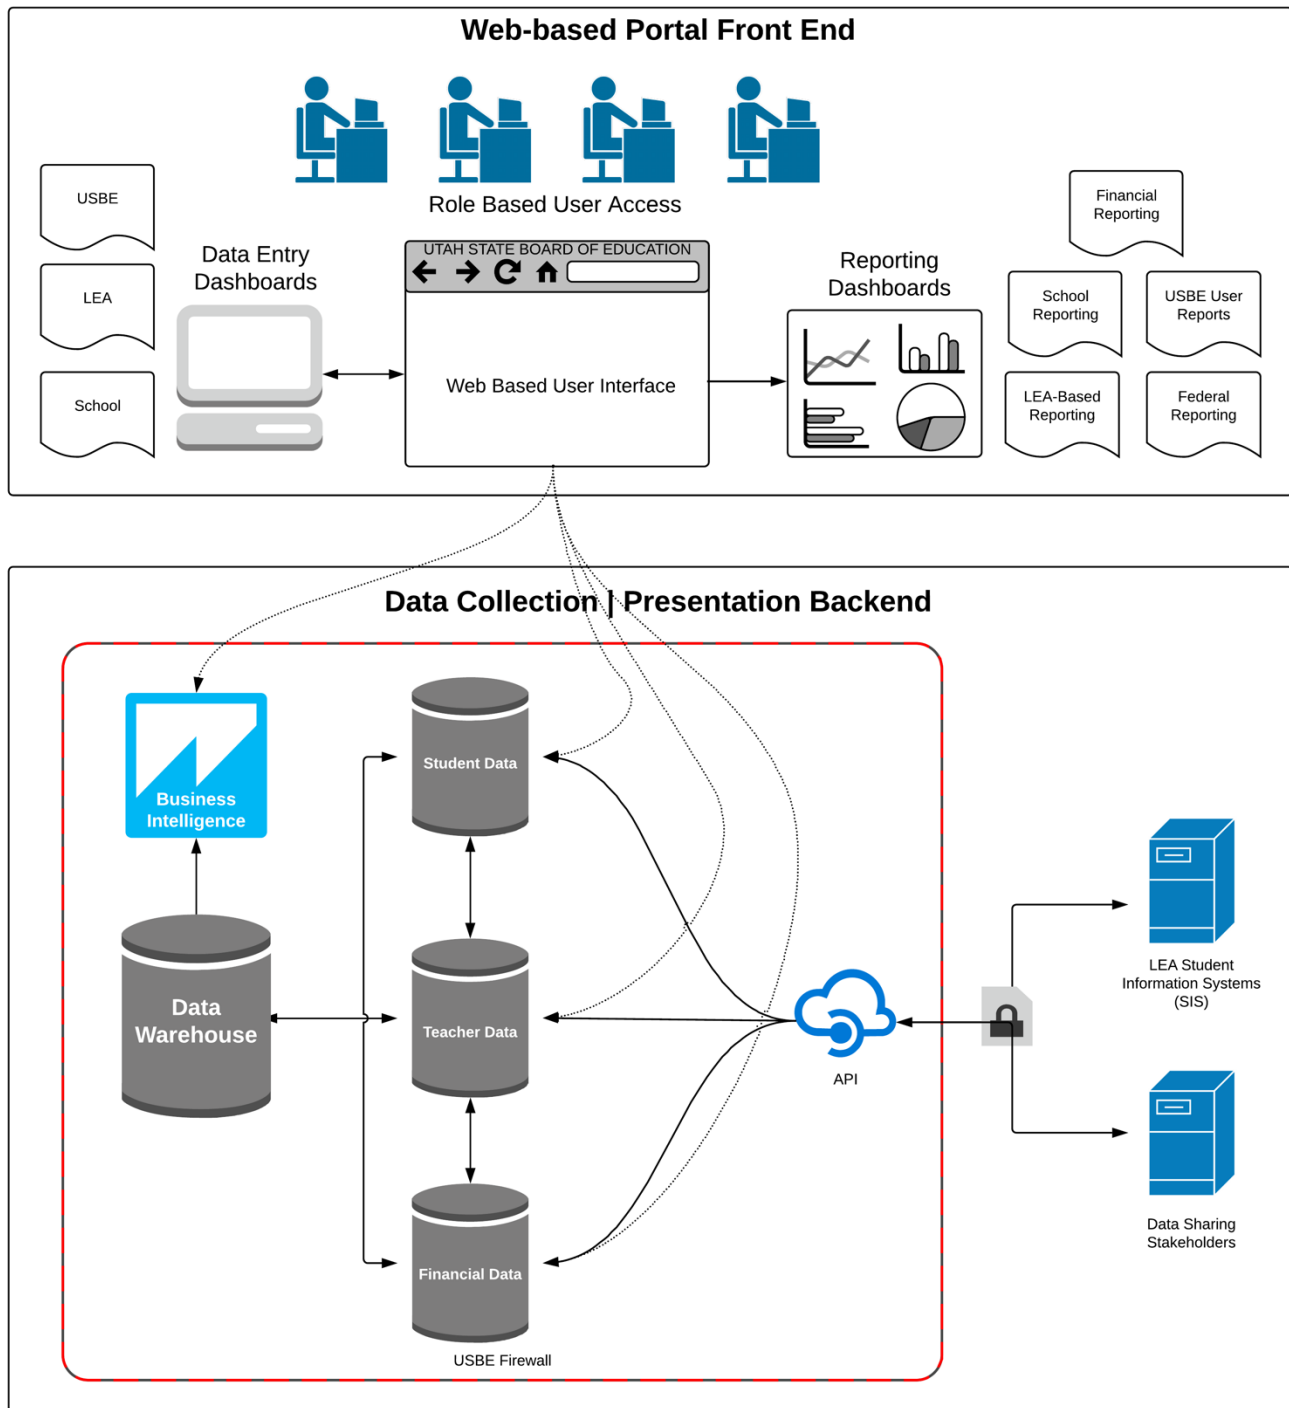 Web-based Portal Front End
Role Based User Access
USBE
LEA
School
Data Entry
Dashboards
UTAH STATE BOARD OF EDUCATION
Web Based User Interface
Reporting
Dashboards
Financial
Reporting
School
Reporting
USBE User
Reports
LEA-Based
Reporting
Federal
Reporting
Data Collection | Presentation Backend
Business
Intelligence
Data
Warehouse
Student Data
Teacher Data
Financial Data
USBE Firewall
API
LEA Student
Information Systems
(SIS)
Data Sharing
Stakeholders